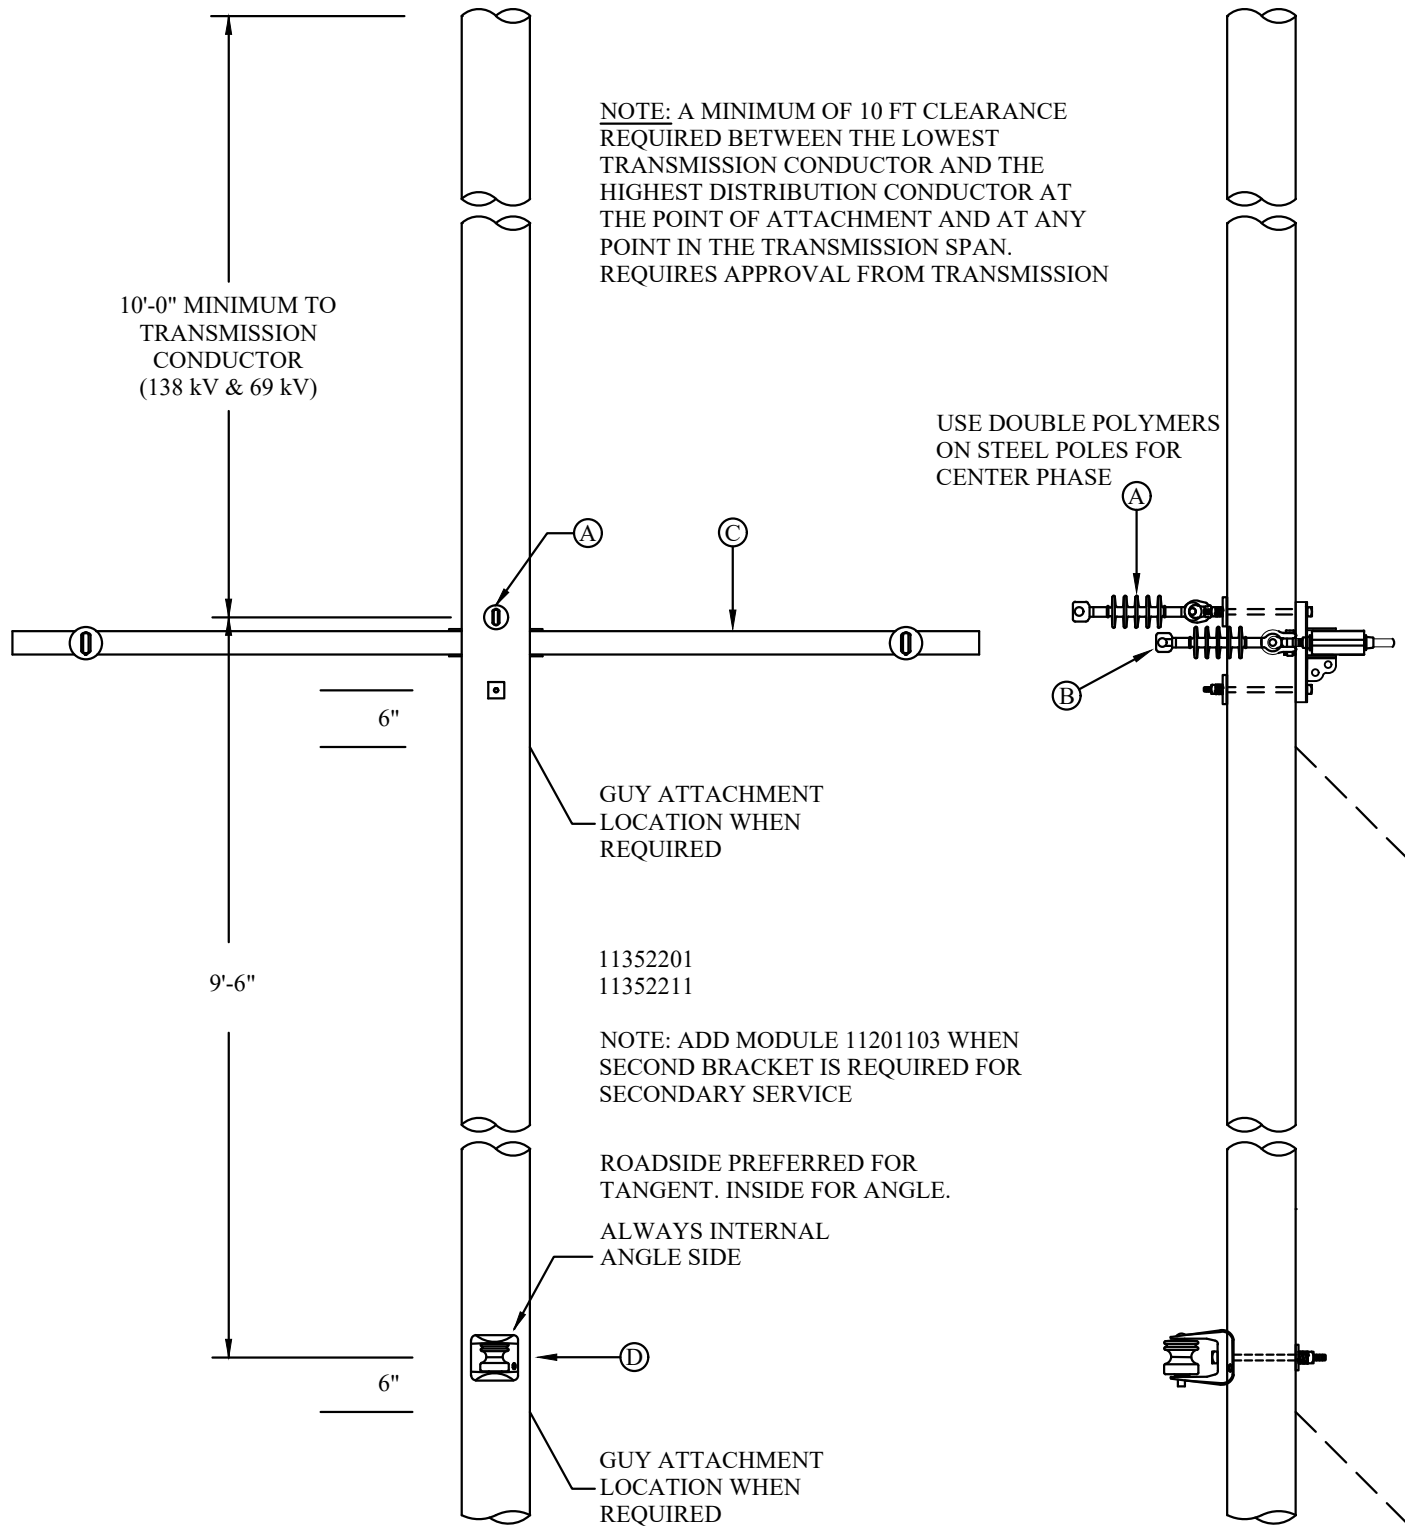 NOTE: A MINIMUM OF 10 FT CLEARANCE
REQUIRED BETWEEN THE LOWEST
TRANSMISSION CONDUCTOR AND THE
HIGHEST DISTRIBUTION CONDUCTOR AT
THE POINT OF ATTACHMENT AND AT ANY
POINT IN THE TRANSMISSION SPAN.
REQUIRES APPROVAL FROM TRANSMISSION
10'-0" MINIMUM TO
TRANSMISSION
CONDUCTOR
(138 kV & 69 kV)
USE DOUBLE POLYMERS
ON STEEL POLES FOR
CENTER PHASE
A
A
C
B
6"
GUY ATTACHMENT
LOCATION WHEN
REQUIRED
9'-6"
11352201
11352211
NOTE: ADD MODULE 11201103 WHEN
SECOND BRACKET IS REQUIRED FOR
SECONDARY SERVICE
ROADSIDE PREFERRED FOR
TANGENT. INSIDE FOR ANGLE.
ALWAYS INTERNAL
ANGLE SIDE
D
6"
GUY ATTACHMENT
LOCATION WHEN
REQUIRED